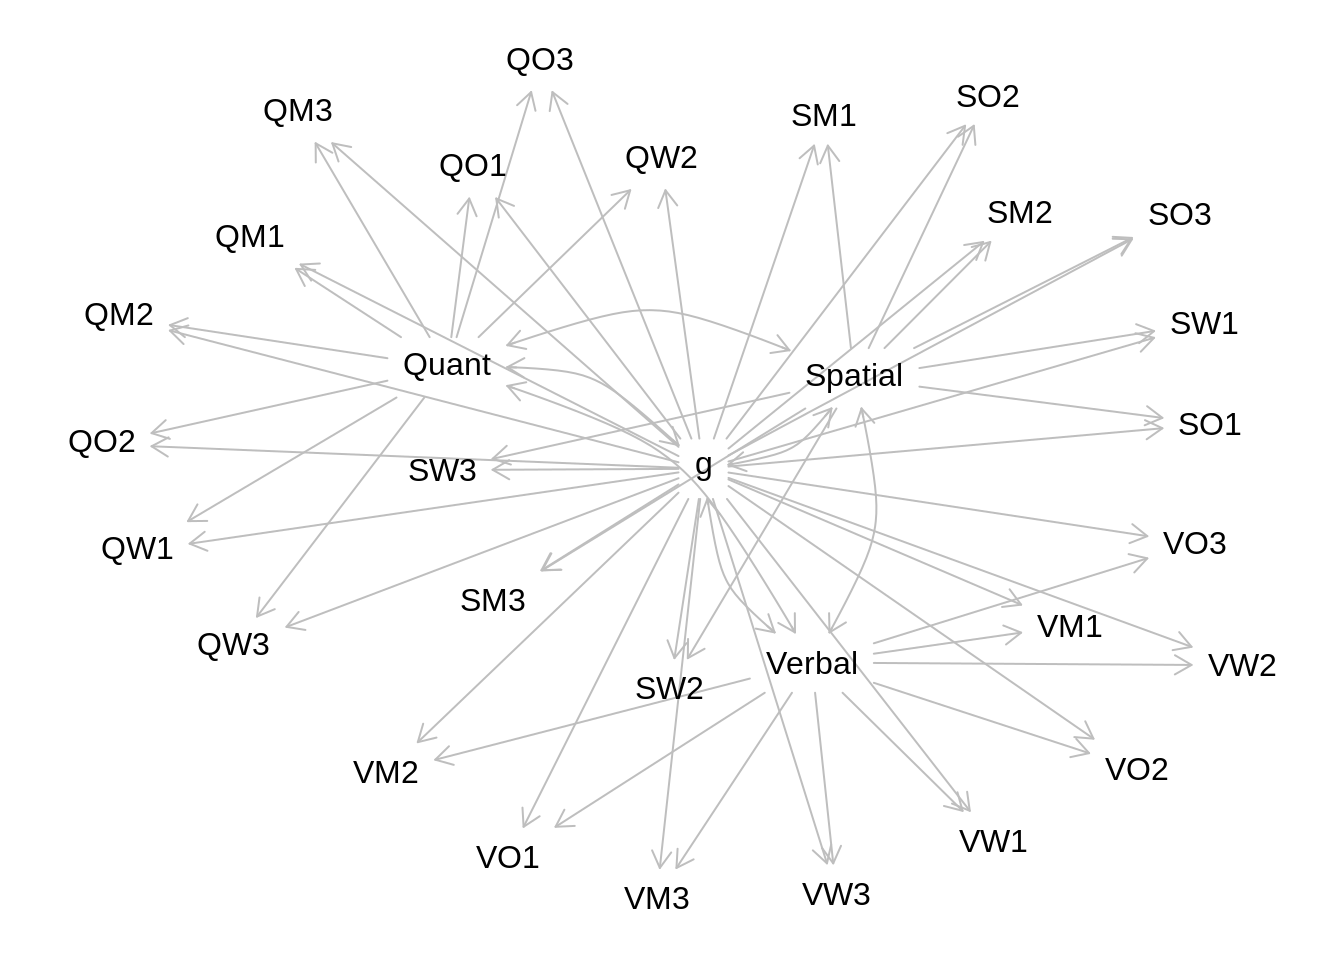 QO3
SO2
QM3
SM1
QW2
QO1
SM2
SO3
QM1
QM2
SW1
Quant
Spatial
SO1
QO2
g
SW3
VO3
QW1
SM3
VM1
QW3
Verbal
VW2
SW2
VO2
VM2
VW1
VO1
VW3
VM3